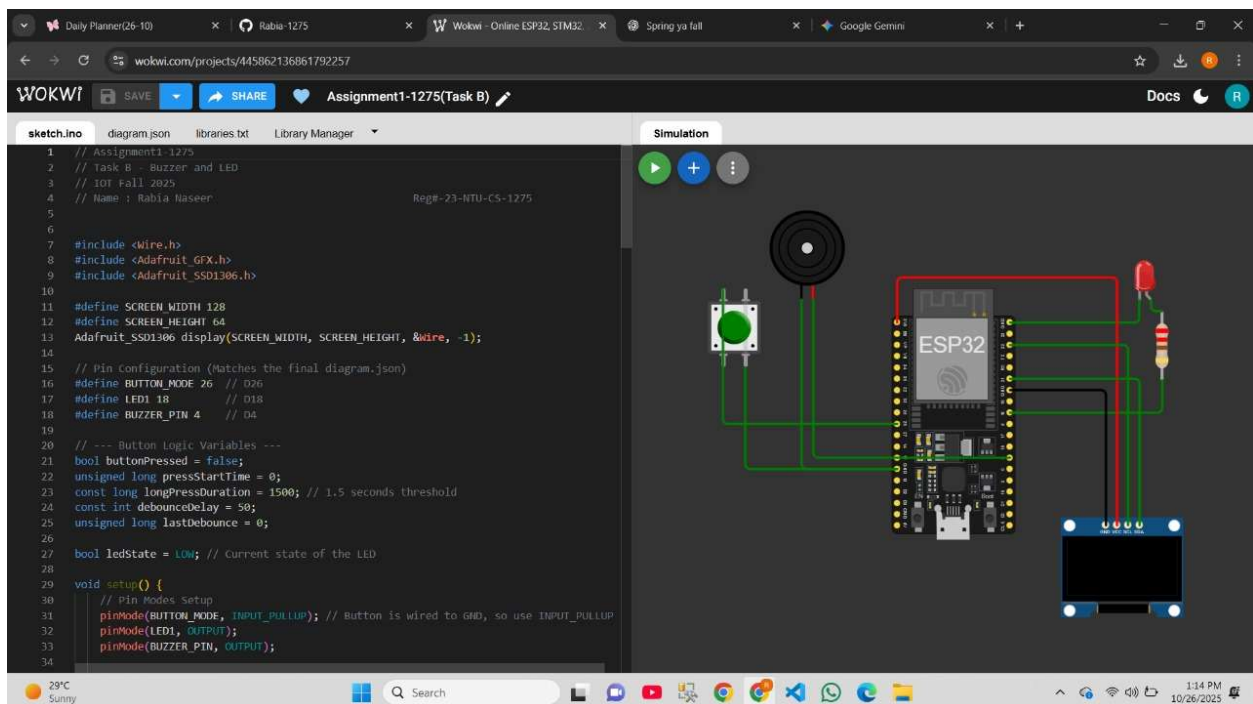 Daily Planner(26-10)
Rabia-1275
Wokwi - Online ESP32, STM32,
Spring ya fall
Google Gemini
wokwi.com/projects/445862136861792257
R
WOKWI
SAVE
SHARE
Assignment1-1275(Task B)
Docs
R
sketch.ino
diagram.json
libraries.txt
Library Manager
Simulation
1 // Assignment1-1275
2 // Task B - Buzzer and LED
3 // IOT Fall 2025
4 // Name : Rabia Naseer Reg#-23-NTU-CS-1275
5
6
7 #include <Wire.h>
8 #include <Adafruit_GFX.h>
9 #include <Adafruit_SSD1306.h>
10
11 #define SCREEN_WIDTH 128
12 #define SCREEN_HEIGHT 64
13 Adafruit_SSD1306 display(SCREEN_WIDTH, SCREEN_HEIGHT, &Wire, -1);
14
15 // Pin Configuration (Matches the final diagram.json)
16 #define BUTTON_MODE 26 // D26
17 #define LED1 18 // D18
18 #define BUZZER_PIN 4 // D4
19
20 // --- Button Logic Variables ---
21 bool buttonPressed = false;
22 unsigned long pressStartTime = 0;
23 const long longPressDuration = 1500; // 1.5 seconds threshold
24 const int debounceDelay = 50;
25 unsigned long lastDebounce = 0;
26
27 bool ledState = LOW; // Current state of the LED
28
29 void setup() {
30 // Pin Modes Setup
31 pinMode(BUTTON_MODE, INPUT_PULLUP); // Button is wired to GND, so use INPUT_PULLUP
32 pinMode(LED1, OUTPUT);
33 pinMode(BUZZER_PIN, OUTPUT);
34
ESP32
29°C
Sunny
Search
1:14 PM
10/26/2025